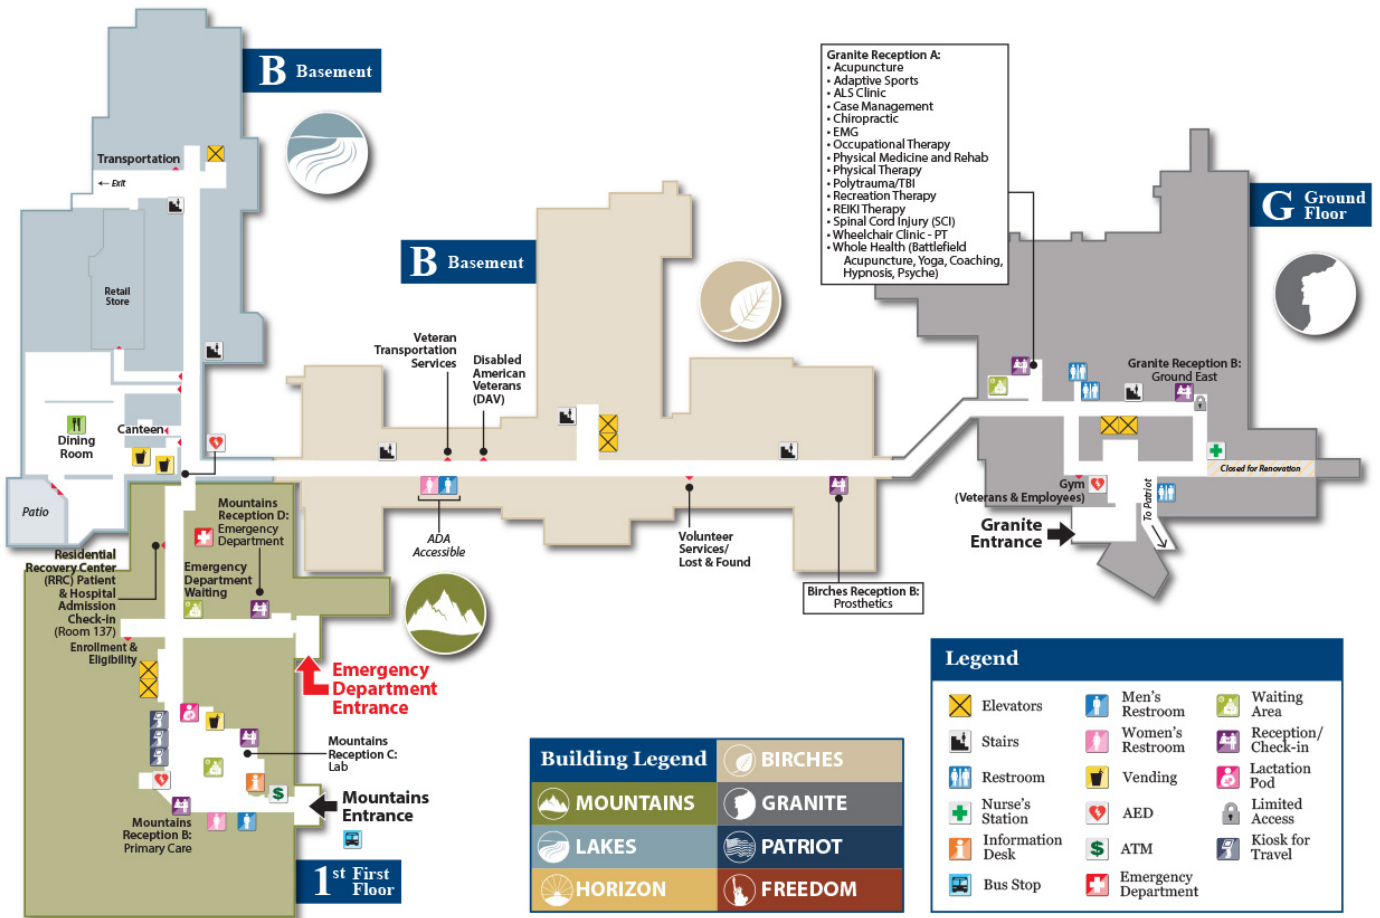 B Basement
Transportation
← Exit
Retail
Store
Dining
Room
Canteen
Patio
B Basement
Veteran
Transportation
Services
Disabled
American
Veterans
(DAV)
ADA
Accessible
Volunteer
Services/
Lost & Found
Birches Reception B:
Prosthetics
Granite Reception A:
• Acupuncture
• Adaptive Sports
• ALS Clinic
• Case Management
• Chiropractic
• EMG
• Occupational Therapy
• Physical Medicine and Rehab
• Physical Therapy
• Polytrauma/TBI
• Recreation Therapy
• REIKI Therapy
• Spinal Cord Injury (SCI)
• Wheelchair Clinic - PT
• Whole Health (Battlefield
Acupuncture, Yoga, Coaching,
Hypnosis, Psyche)
G Ground
Floor
Granite Reception B:
Ground East
Closed for Renovation
Gym
(Veterans & Employees)
To Patriot
Granite
Entrance
Mountains
Reception D:
Emergency
Department
Residential
Recovery Center
(RRC) Patient
& Hospital
Admission
Check-in
(Room 137)
Emergency
Department
Waiting
Enrollment &
Eligibility
Emergency
Department
Entrance
Mountains
Reception C:
Lab
Mountains
Entrance
Mountains
Reception B:
Primary Care
1st First
Floor
Building Legend
BIRCHES
MOUNTAINS
GRANITE
LAKES
PATRIOT
HORIZON
FREEDOM
Legend
Elevators
Men's
Restroom
Waiting
Area
Stairs
Women's
Restroom
Reception/
Check-in
Restroom
Vending
Lactation
Pod
Nurse's
Station
AED
Limited
Access
Information
Desk
$ ATM
Kiosk for
Travel
Bus Stop
Emergency
Department